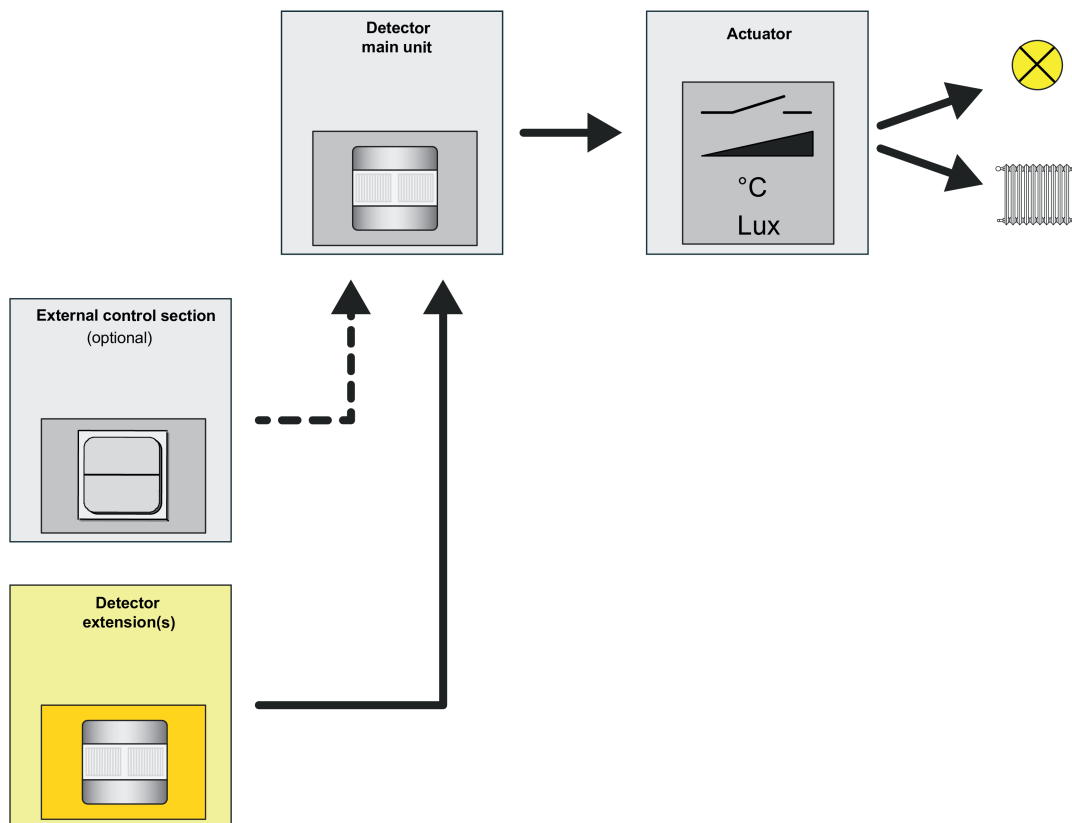 Detector
main unit
Actuator
°C
Lux
External control section
(optional)
Detector
extension(s)